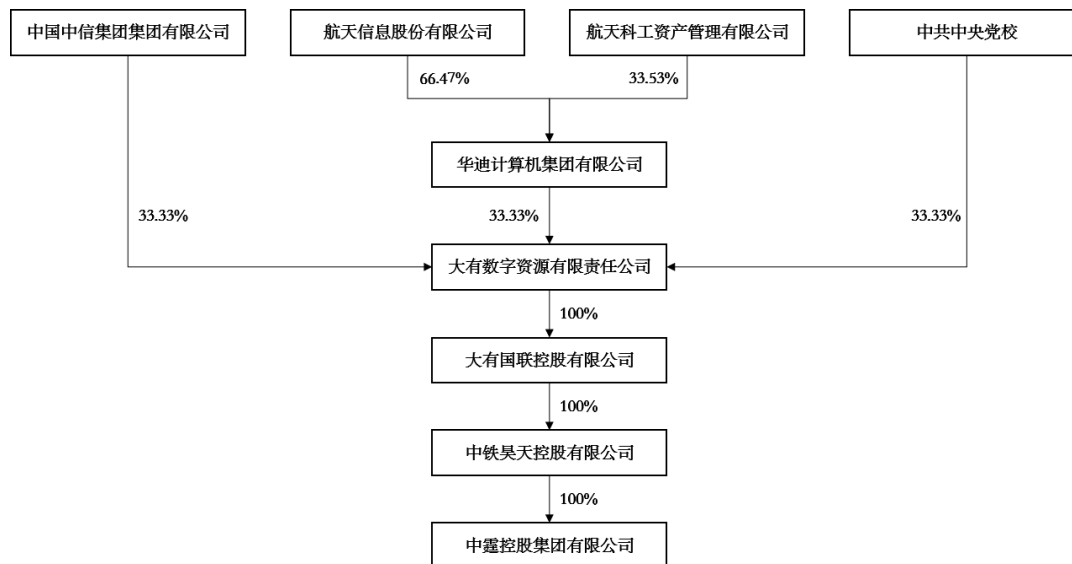 中国中信集团集团有限公司
航天信息股份有限公司
航天科工资产管理有限公司
中共中央党校
66.47%
33.53%
华迪计算机集团有限公司
33.33%
33.33%
33.33%
大有数字资源有限责任公司
100%
大有国联控股有限公司
100%
中铁昊天控股有限公司
100%
中霆控股集团有限公司